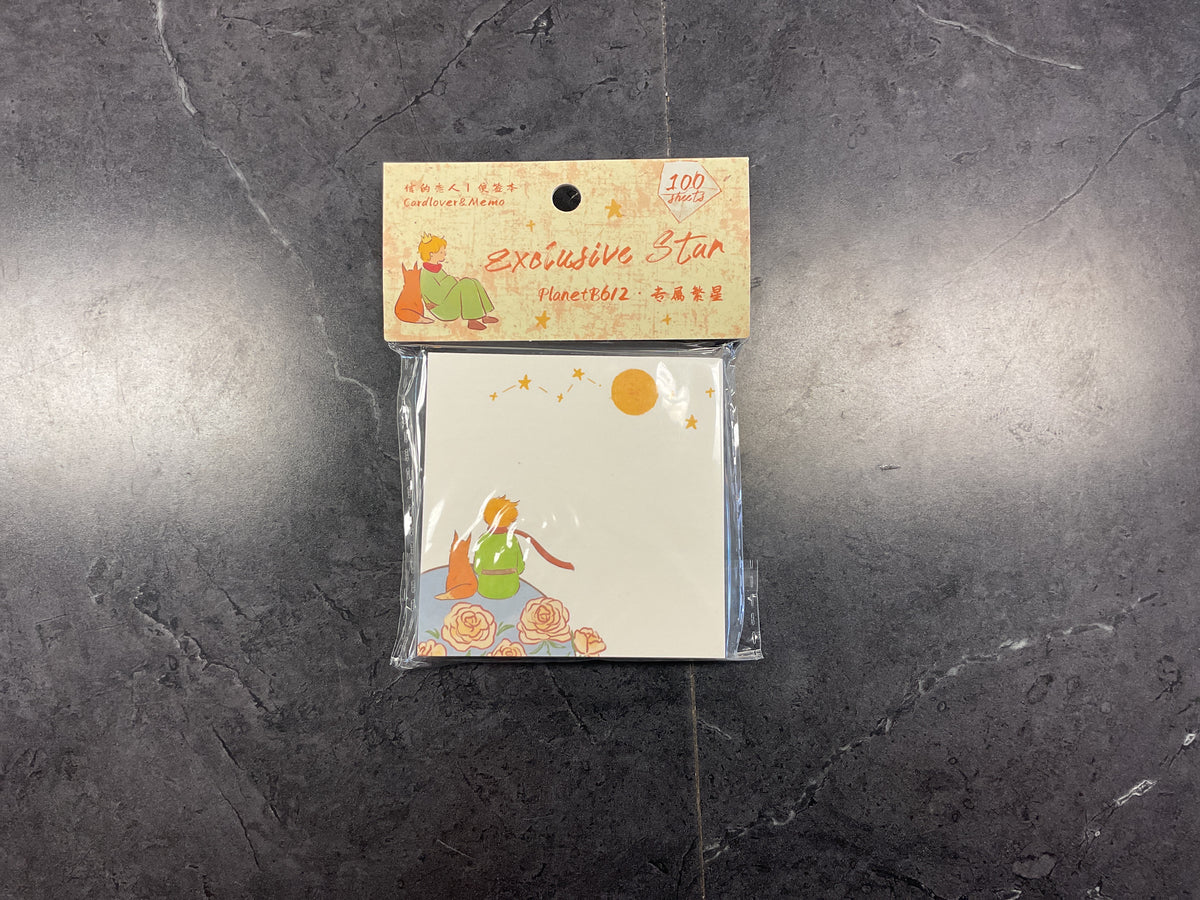 信的恋人 | 便签本
Cardlover&Memo
100
sheets
Exclusive Star
PlanetB612 · 专属繁星